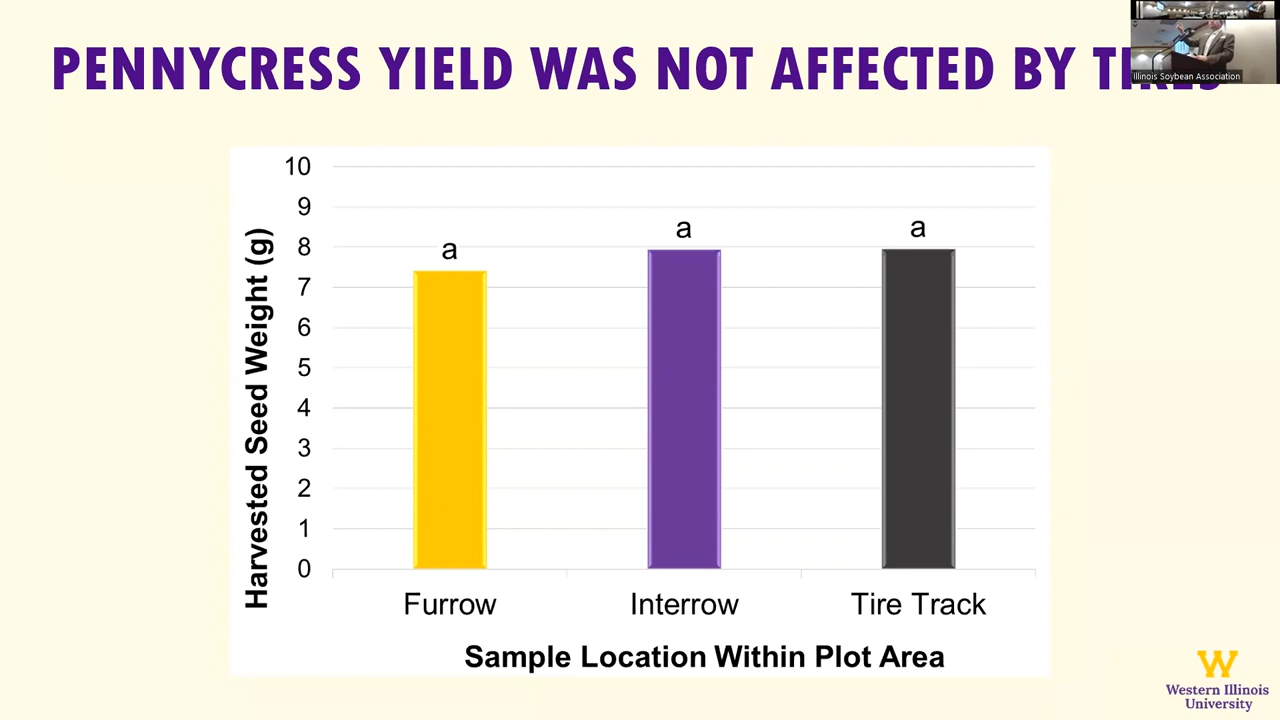 PENNYCRESS YIELD WAS NOT AFFECTED BY
Illinois Soybean Association
10
9
8
7
6
5
4
3
2
1
0
Harvested Seed Weight (g)
a
a
a
Furrow
Interrow
Tire Track
Sample Location Within Plot Area
W
Western Illinois
University